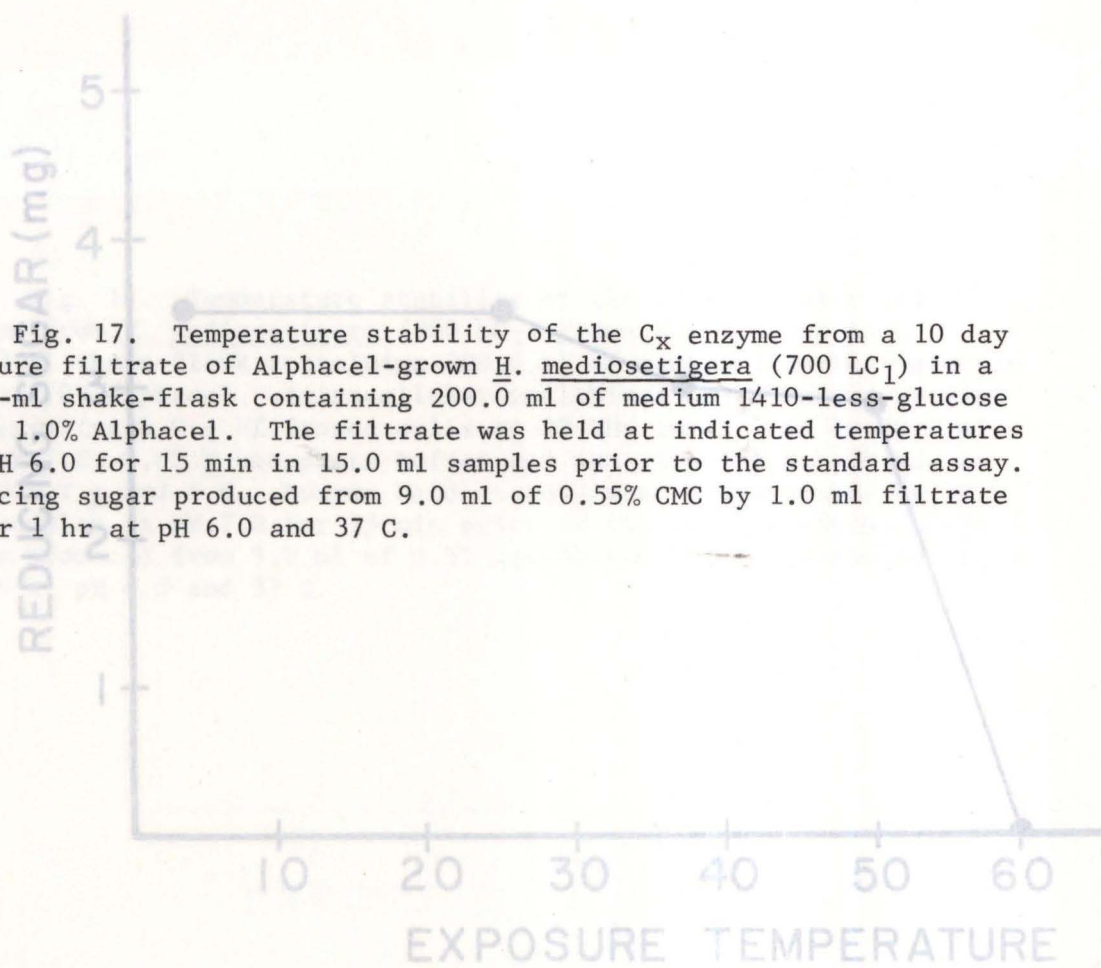 Fig. 17. Temperature stability of the Cx enzyme from a 10 day
ure filtrate of Alphacel-grown H. mediosetigera (700 LC1) in a
-ml shake-flask containing 200.0 ml of medium 1410-less-glucose
1.0% Alphacel. The filtrate was held at indicated temperatures
H 6.0 for 15 min in 15.0 ml samples prior to the standard assay.
cing sugar produced from 9.0 ml of 0.55% CMC by 1.0 ml filtrate
r 1 hr at pH 6.0 and 37 C.
REDUCING SUGAR (mg)
5
4
3
2
1
10 20 30 40 50 60
EXPOSURE TEMPERATURE